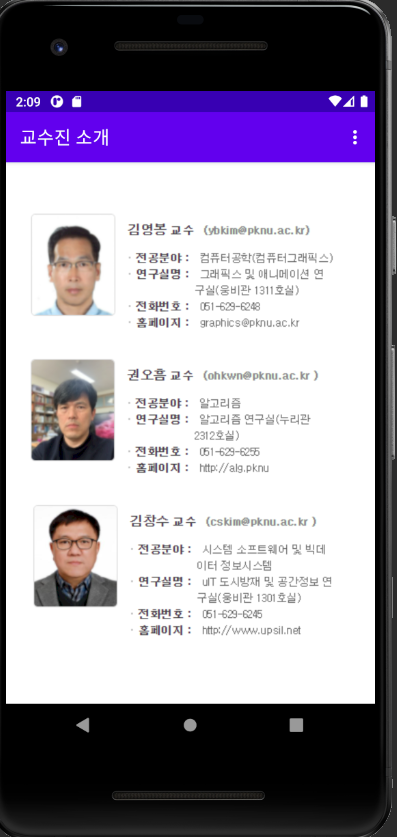 2:09
교수진 소개
김영봉 교수 (ybkim@pknu.ac.kr)
· 전공분야 : 컴퓨터공학(컴퓨터그래픽스)
· 연구실명 : 그래픽스 및 애니메이션 연
구실(웅비관 1311호실)
· 전화번호 : 051-629-6248
· 홈페이지 : graphics@pknu.ac.kr
권오흠 교수 (ohkwn@pknu.ac.kr )
· 전공분야 : 알고리즘
· 연구실명 : 알고리즘 연구실(누리관
2312호실)
· 전화번호 : 051-629-6255
· 홈페이지 : http://alg.pknu
김창수 교수 (cskim@pknu.ac.kr )
· 전공분야 : 시스템 소프트웨어 및 빅데
이터 정보시스템
· 연구실명 : uIT 도시방재 및 공간정보 연
구실(웅비관 1301호실)
· 전화번호 : 051-629-6245
· 홈페이지 : http://www.upsil.net